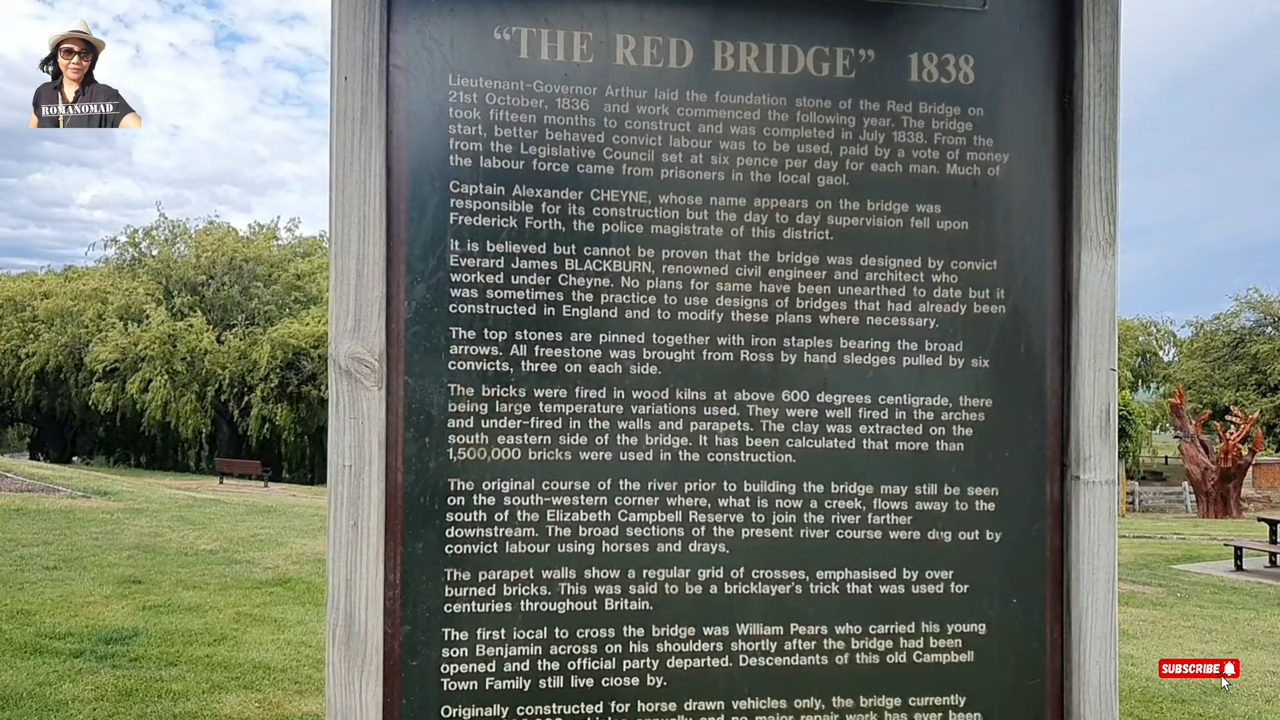 ROMANOMAD
"THE RED BRIDGE" 1838
Lieutenant-Governor Arthur laid the foundation stone of the Red Bridge on
21st October, 1836 and work commenced the following year. The bridge
took fifteen months to construct and was completed in July 1838. From the
start, better behaved convict labour was to be used, paid by a vote of money
from the Legislative Council set at six pence per day for each man. Much of
the labour force came from prisoners in the local gaol.
Captain Alexander CHEYNE, whose name appears on the bridge was
responsible for its construction but the day to day supervision fell upon
Frederick Forth, the police magistrate of this district.
It is believed but cannot be proven that the bridge was designed by convict
Everard James BLACKBURN, renowned civil engineer and architect who
worked under Cheyne. No plans for same have been unearthed to date but it
was sometimes the practice to use designs of bridges that had already been
constructed in England and to modify these plans where necessary.
The top stones are pinned together with iron staples bearing the broad
arrows. All freestone was brought from Ross by hand sledges pulled by six
convicts, three on each side.
The bricks were fired in wood kilns at above 600 degrees centigrade, there
being large temperature variations used. They were well fired in the arches
and under-fired in the walls and parapets. The clay was extracted on the
south eastern side of the bridge. It has been calculated that more than
1,500,000 bricks were used in the construction.
The original course of the river prior to building the bridge may still be seen
on the south-western corner where, what is now a creek, flows away to the
south of the Elizabeth Campbell Reserve to join the river farther
downstream. The broad sections of the present river course were dug out by
convict labour using horses and drays.
The parapet walls show a regular grid of crosses, emphasised by over
burned bricks. This was said to be a bricklayer's trick that was used for
centuries throughout Britain.
The first local to cross the bridge was William Pears who carried his young
son Benjamin across on his shoulders shortly after the bridge had been
opened and the official party departed. Descendants of this old Campbell
Town Family still live close by.
Originally constructed for horse drawn vehicles only, the bridge currently
vehicles annually and no major repair work has ever been
SUBSCRIBE